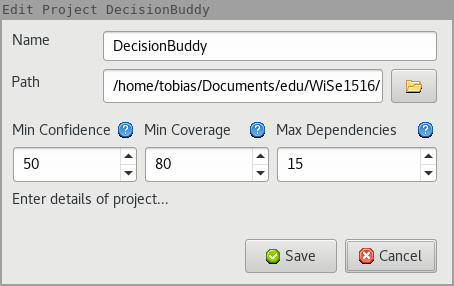 Edit Project DecisionBuddy
Name
DecisionBuddy
Path
/home/tobias/Documents/edu/WiSe1516/
Min Confidence ? Min Coverage ? Max Dependencies ?
50 80 15
Enter details of project...
Save Cancel